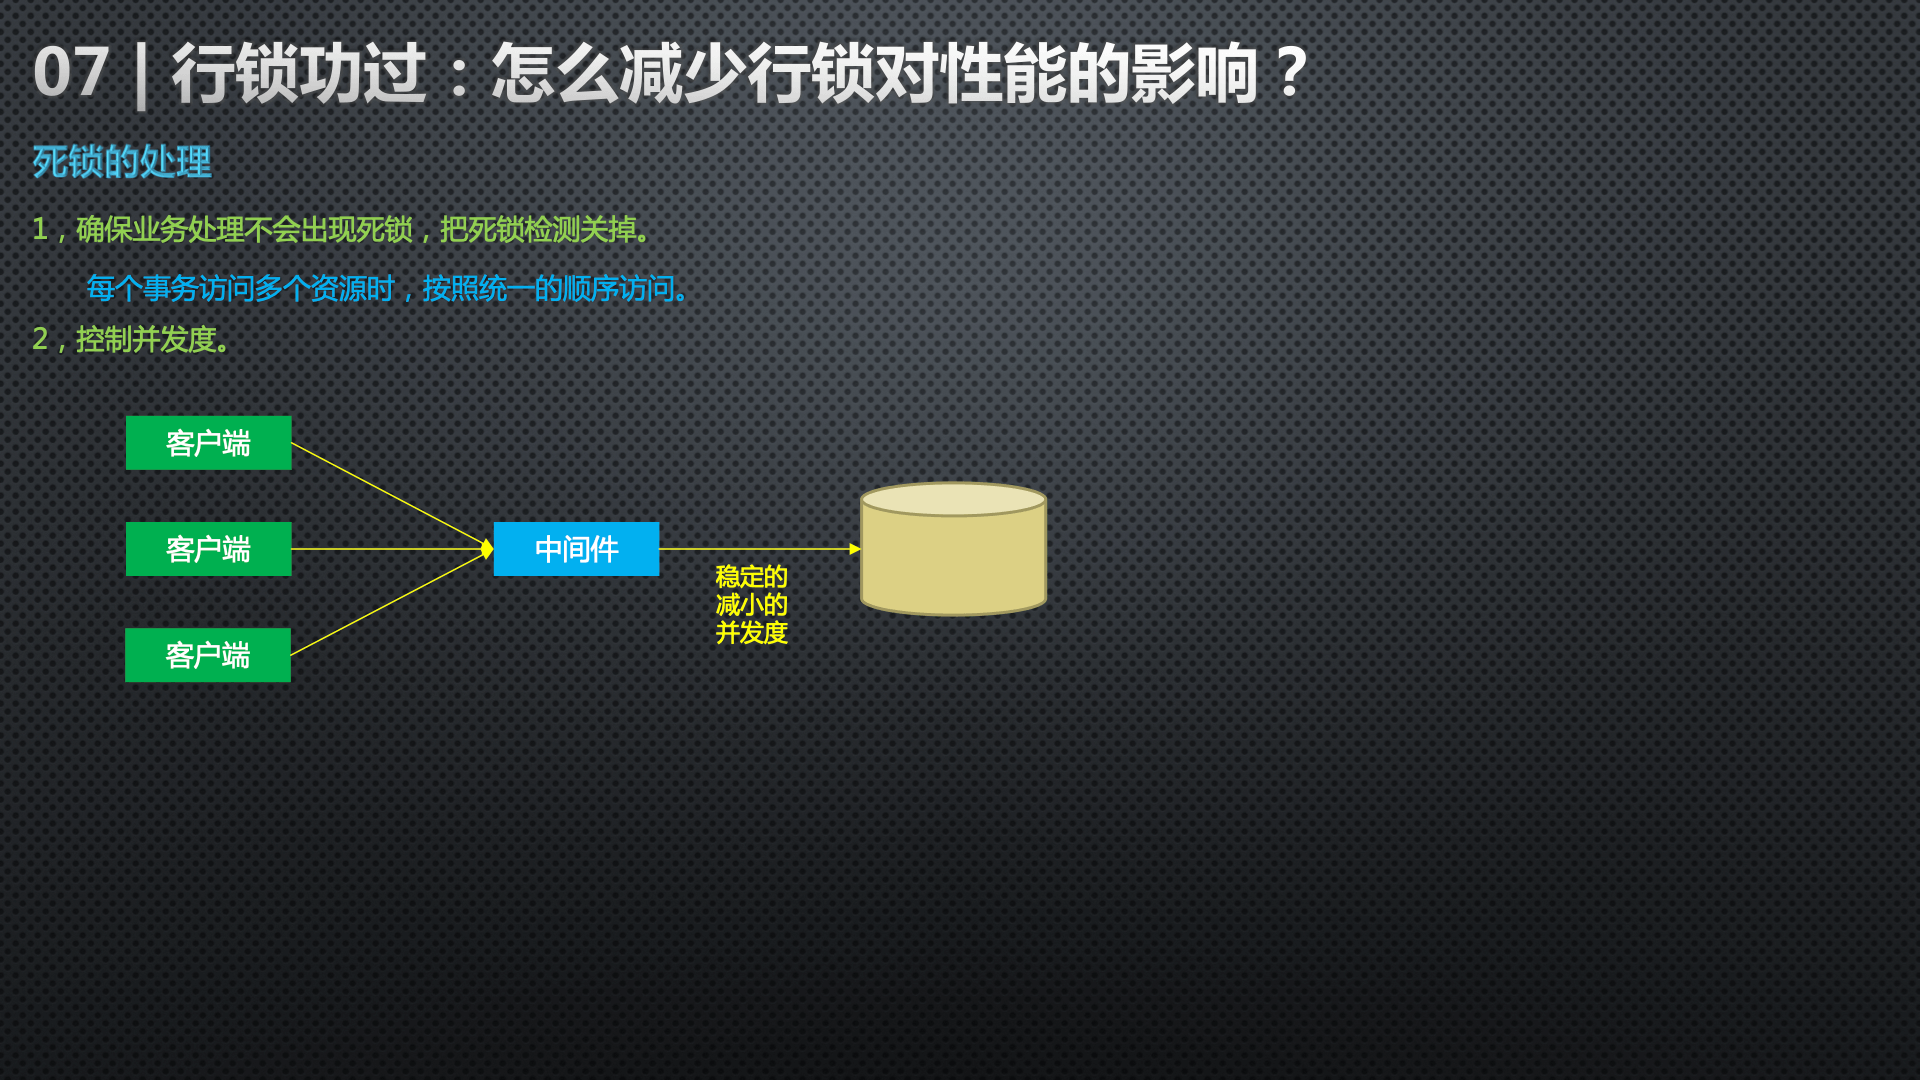 07 | 行锁功过：怎么减少行锁对性能的影响？
死锁的处理
1，确保业务处理不会出现死锁，把死锁检测关掉。
每个事务访问多个资源时，按照统一的顺序访问。
2，控制并发度。
客户端
客户端
中间件
稳定的
减小的
并发度
客户端